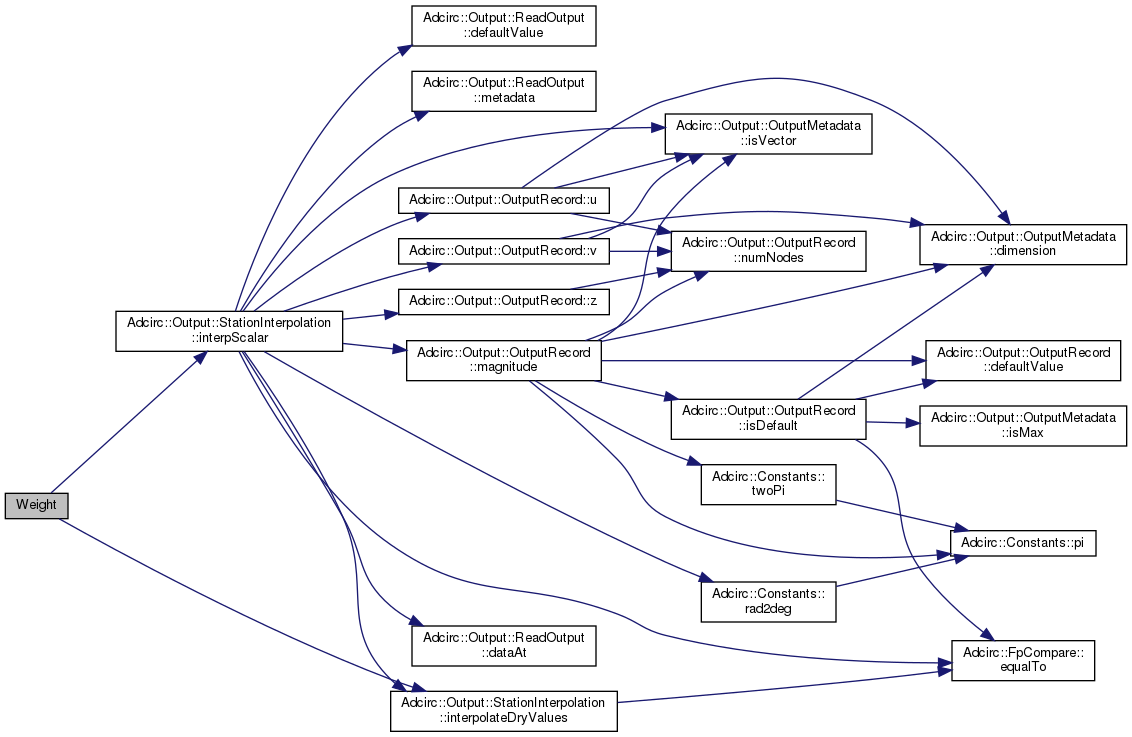 Weight
Adcirc::Output::StationInterpolation
::interpScalar
Adcirc::Output::ReadOutput
::defaultValue
Adcirc::Output::ReadOutput
::metadata
Adcirc::Output::OutputRecord::u
Adcirc::Output::OutputRecord::v
Adcirc::Output::OutputRecord::z
Adcirc::Output::OutputRecord
::magnitude
Adcirc::Output::ReadOutput
::dataAt
Adcirc::Output::StationInterpolation
::interpolateDryValues
Adcirc::Output::OutputMetadata
::isVector
Adcirc::Output::OutputRecord
::numNodes
Adcirc::Output::OutputRecord
::isDefault
Adcirc::Constants::
twoPi
Adcirc::Constants::
rad2deg
Adcirc::Output::OutputMetadata
::dimension
Adcirc::Output::OutputRecord
::defaultValue
Adcirc::Output::OutputMetadata
::isMax
Adcirc::Constants::pi
Adcirc::FpCompare::
equalTo